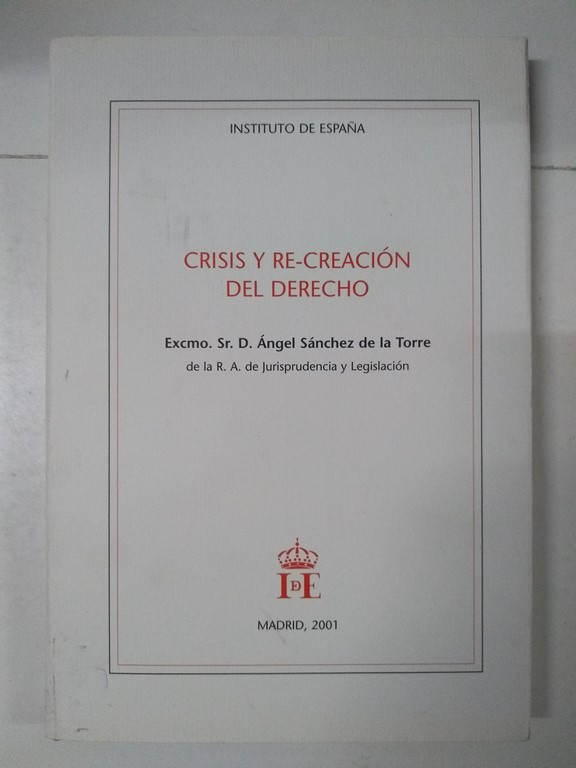 INSTITUTO DE ESPAÑA
CRISIS Y RE-CREACIÓN
DEL DERECHO
Excmo. Sr. D. Ángel Sánchez de la Torre
de la R. A. de Jurisprudencia y Legislación
IDE
MADRID, 2001